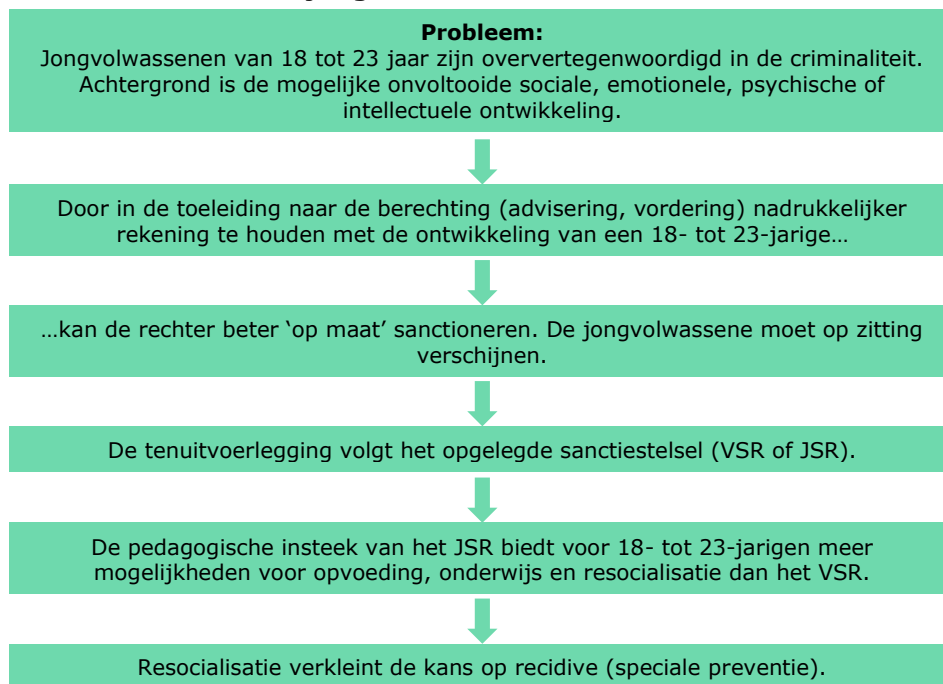 Probleem:
Jongvolwassenen van 18 tot 23 jaar zijn oververtegenwoordigd in de criminaliteit.
Achtergrond is de mogelijke onvoltooide sociale, emotionele, psychische of
intellectuele ontwikkeling.
Door in de toeleiding naar de berechting (advisering, vordering) nadrukkelijker
rekening te houden met de ontwikkeling van een 18- tot 23-jarige…
…kan de rechter beter ‘op maat’ sanctioneren. De jongvolwassene moet op zitting
verschijnen.
De tenuitvoerlegging volgt het opgelegde sanctiestelsel (VSR of JSR).
De pedagogische insteek van het JSR biedt voor 18- tot 23-jarigen meer
mogelijkheden voor opvoeding, onderwijs en resocialisatie dan het VSR.
Resocialisatie verkleint de kans op recidive (speciale preventie).